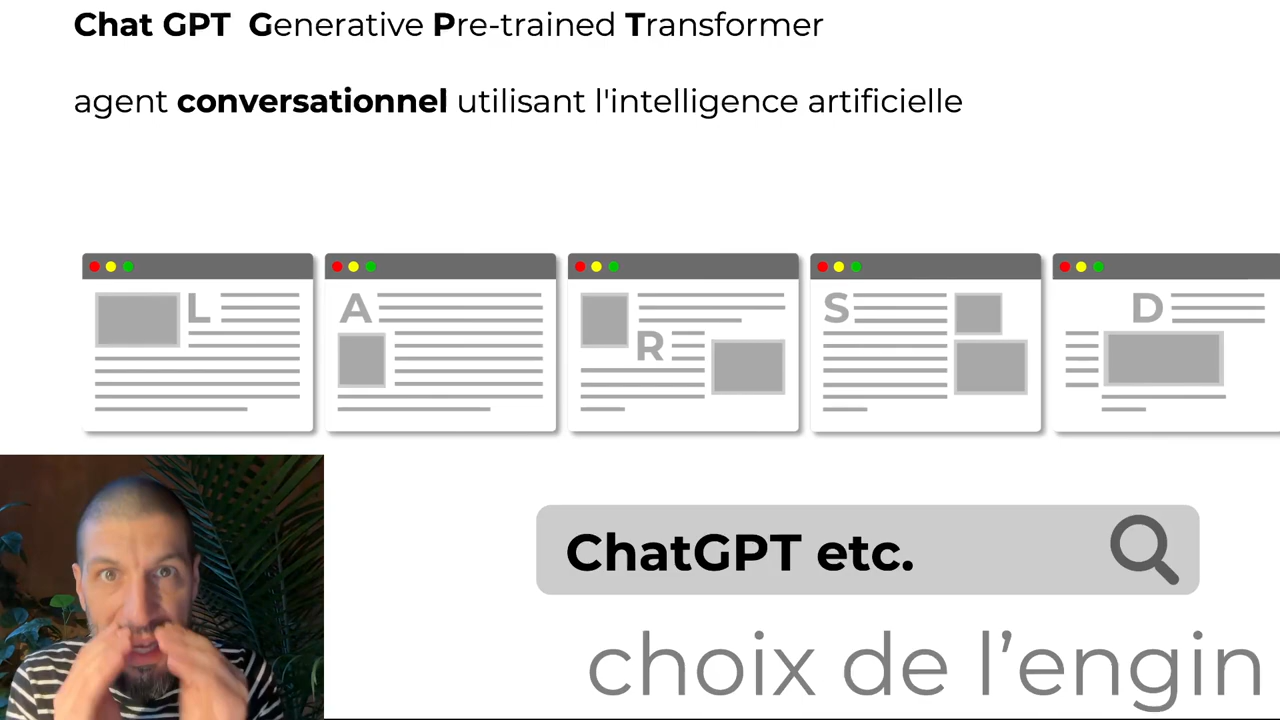 Chat GPT Generative Pre-trained Transformer
agent conversationnel utilisant l'intelligence artificielle
L A R S D
ChatGPT etc.
choix de l’engin